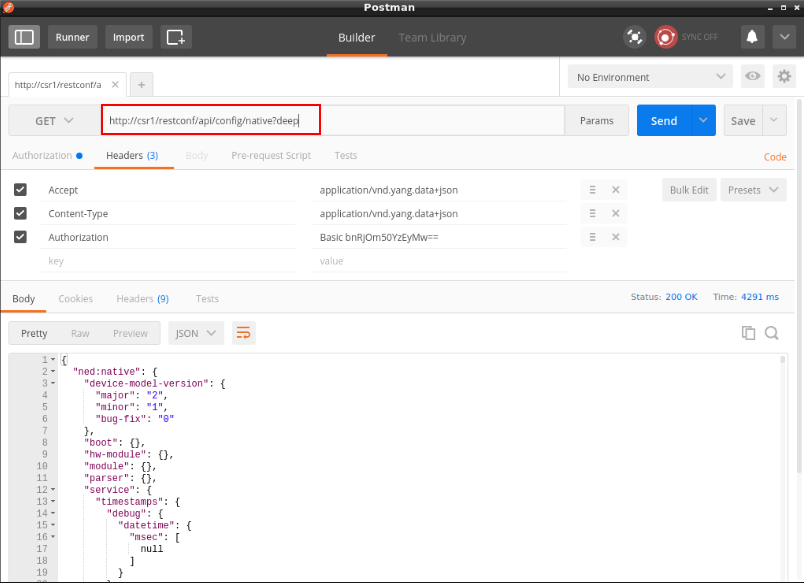 Postman
Runner
Import
Builder
Team Library
SYNC OFF
http://csr1/restconf/a
No Environment
GET
http://csr1/restconf/api/config/native?deep
Params
Send
Save
Authorization
Headers (3)
Body
Pre-request Script
Tests
Code
Accept
application/vnd.yang.data+json
Bulk Edit
Presets
Content-Type
application/vnd.yang.data+json
Authorization
Basic bnRjOm50YzEyMw==
key
value
Body
Cookies
Headers (9)
Tests
Status: 200 OK
Time: 4291 ms
Pretty
Raw
Preview
JSON
1 {
2 "ned:native": {
3 "device-model-version": {
4 "major": "2",
5 "minor": "1",
6 "bug-fix": "0"
7 },
8 "boot": {},
9 "hw-module": {},
10 "module": {},
11 "parser": {},
12 "service": {
13 "timestamps": {
14 "debug": {
15 "datetime": {
16 "msec": [
17 null
18 ]
19 }